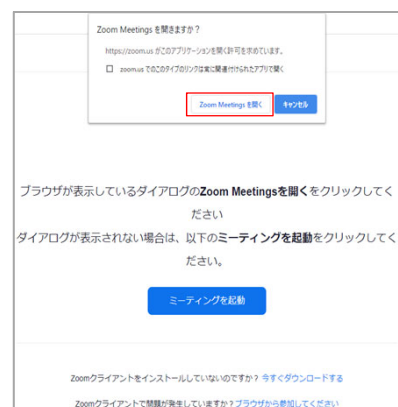 Zoom Meetings を開きますか？
https://zoom.us がこのアプリケーションを開く許可を求めています。
zoom.us でのこのタイプのリンクは常に関連付けられたアプリで開く
Zoom Meetings を開く キャンセル
ブラウザが表示しているダイアログのZoom Meetingsを開くをクリックしてく
ださい
ダイアログが表示されない場合は、以下のミーティングを起動をクリックしてく
ださい。
ミーティングを起動
Zoomクライアントをインストールしていないのですか？ 今すぐダウンロードする
Zoomクライアントで問題が発生していますか？ブラウザから参加してください